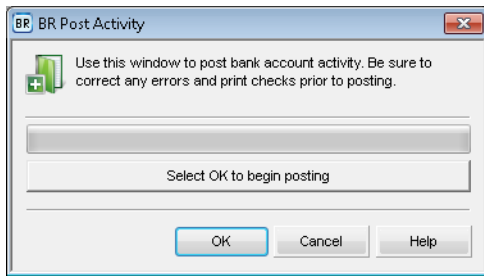 BR BR Post Activity
Use this window to post bank account activity. Be sure to
correct any errors and print checks prior to posting.
Select OK to begin posting
OK Cancel Help